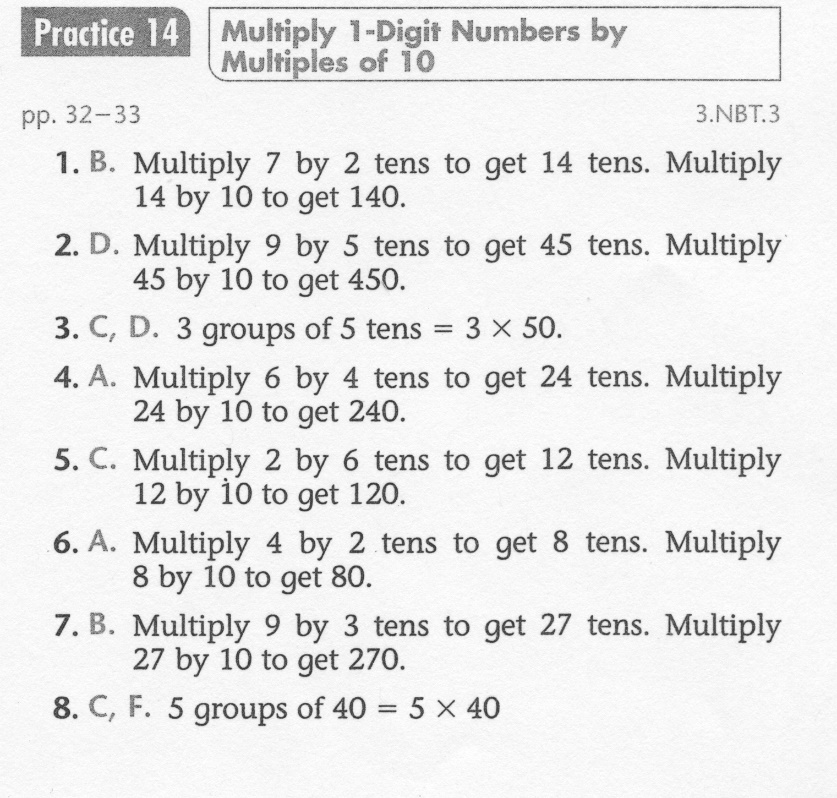 Practice 14
Multiply 1-Digit Numbers by
Multiples of 10
pp. 32–33 3.NBT.3
1. B. Multiply 7 by 2 tens to get 14 tens. Multiply
14 by 10 to get 140.
2. D. Multiply 9 by 5 tens to get 45 tens. Multiply
45 by 10 to get 450.
3. C, D. 3 groups of 5 tens = 3 × 50.
4. A. Multiply 6 by 4 tens to get 24 tens. Multiply
24 by 10 to get 240.
5. C. Multiply 2 by 6 tens to get 12 tens. Multiply
12 by 10 to get 120.
6. A. Multiply 4 by 2 tens to get 8 tens. Multiply
8 by 10 to get 80.
7. B. Multiply 9 by 3 tens to get 27 tens. Multiply
27 by 10 to get 270.
8. C, F. 5 groups of 40 = 5 × 40